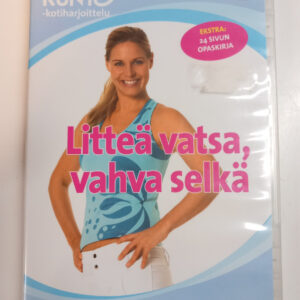 KUNTO
-kotiharjoittelu
EKSTRA:
24 SIVUN
OPASKIRJA
Litteä vatsa,
vahva selkä